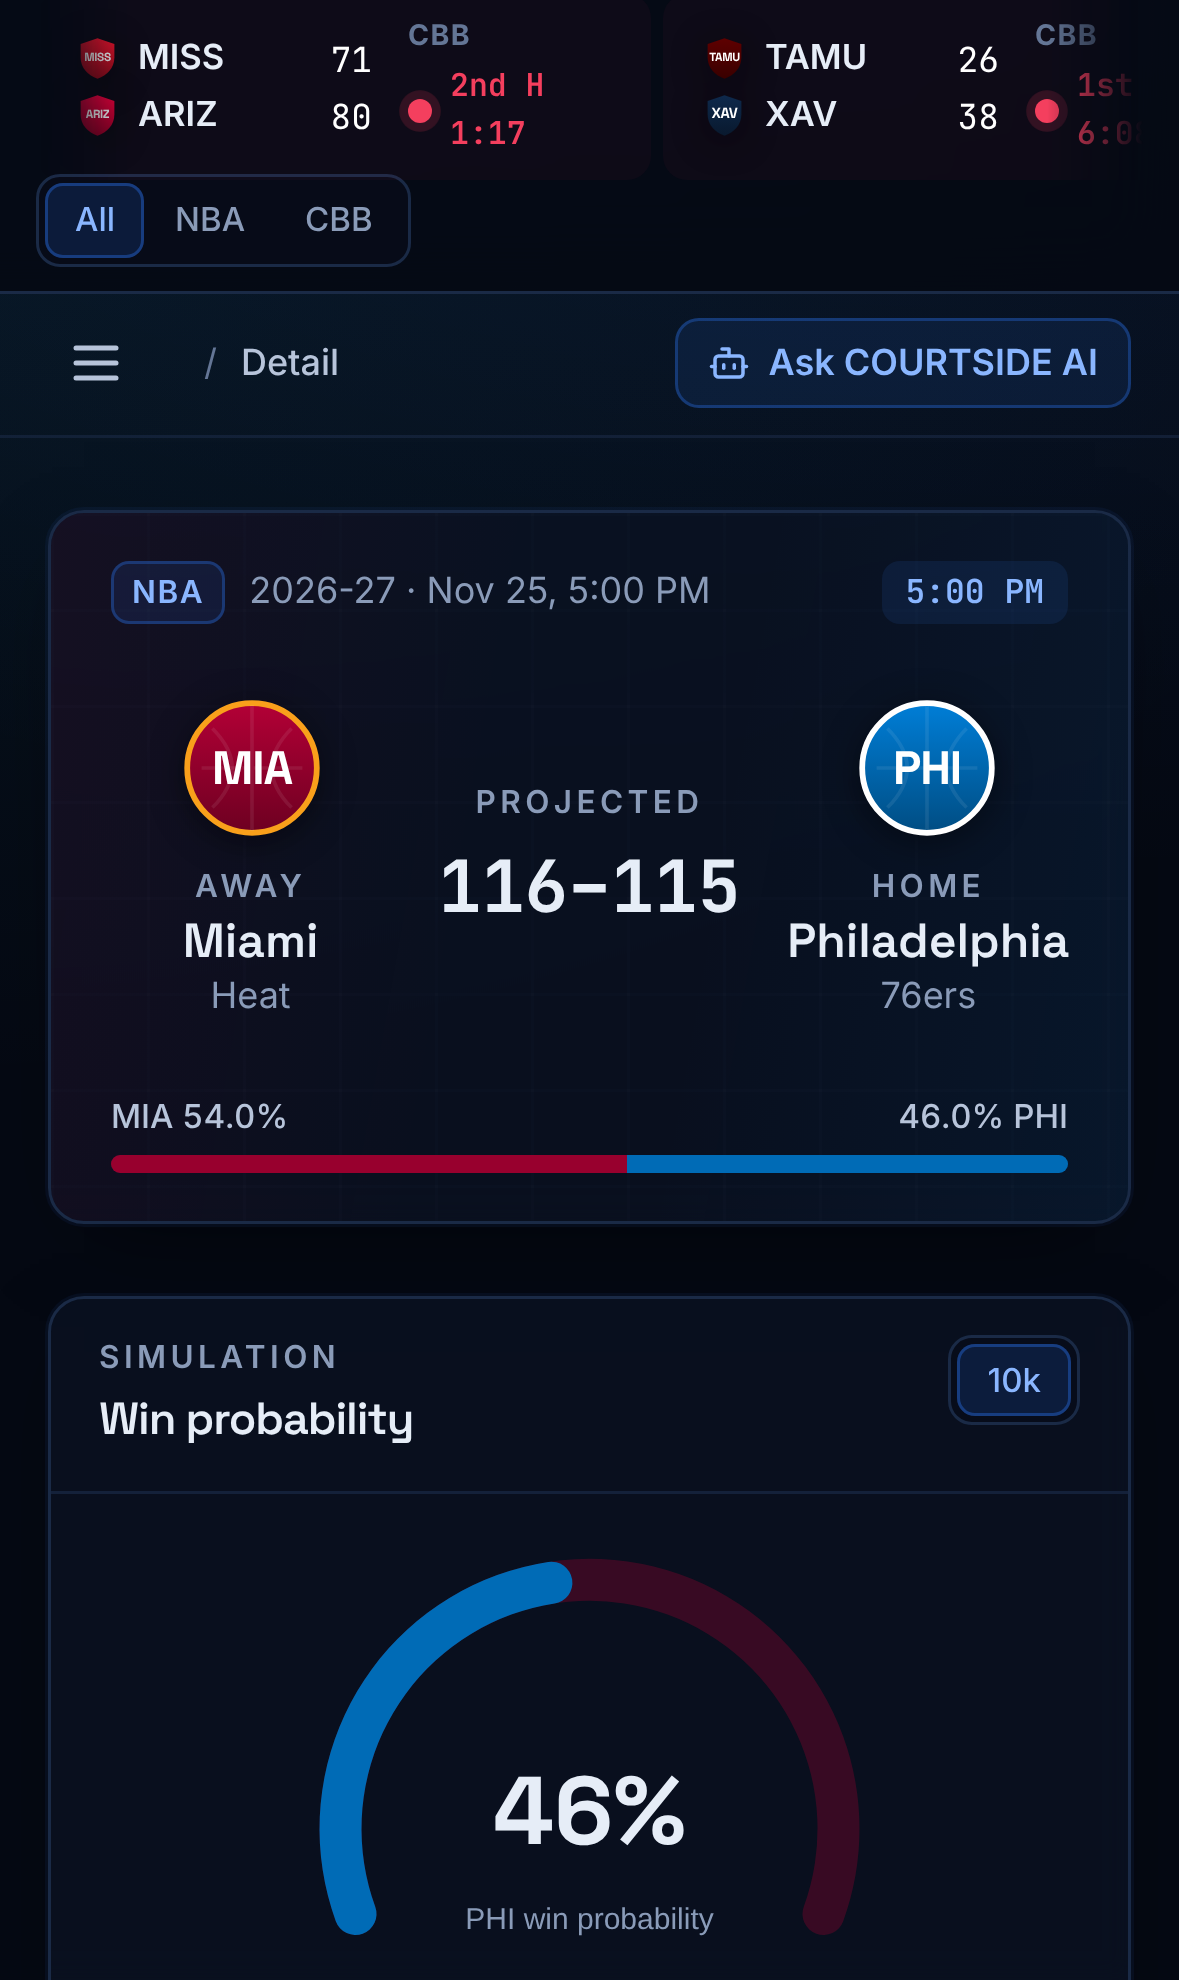 CBB
MISS 71
2nd H
ARIZ 80
1:17
CBB
TAMU 26
1st
XAV 38
All NBA CBB
/ Detail
Ask COURTSIDE AI
NBA 2026-27 · Nov 25, 5:00 PM
5:00 PM
MIA
PHI
PROJECTED
116–115
AWAY
Miami
Heat
HOME
Philadelphia
76ers
MIA 54.0%
46.0% PHI
SIMULATION
Win probability
10k
46%
PHI win probability